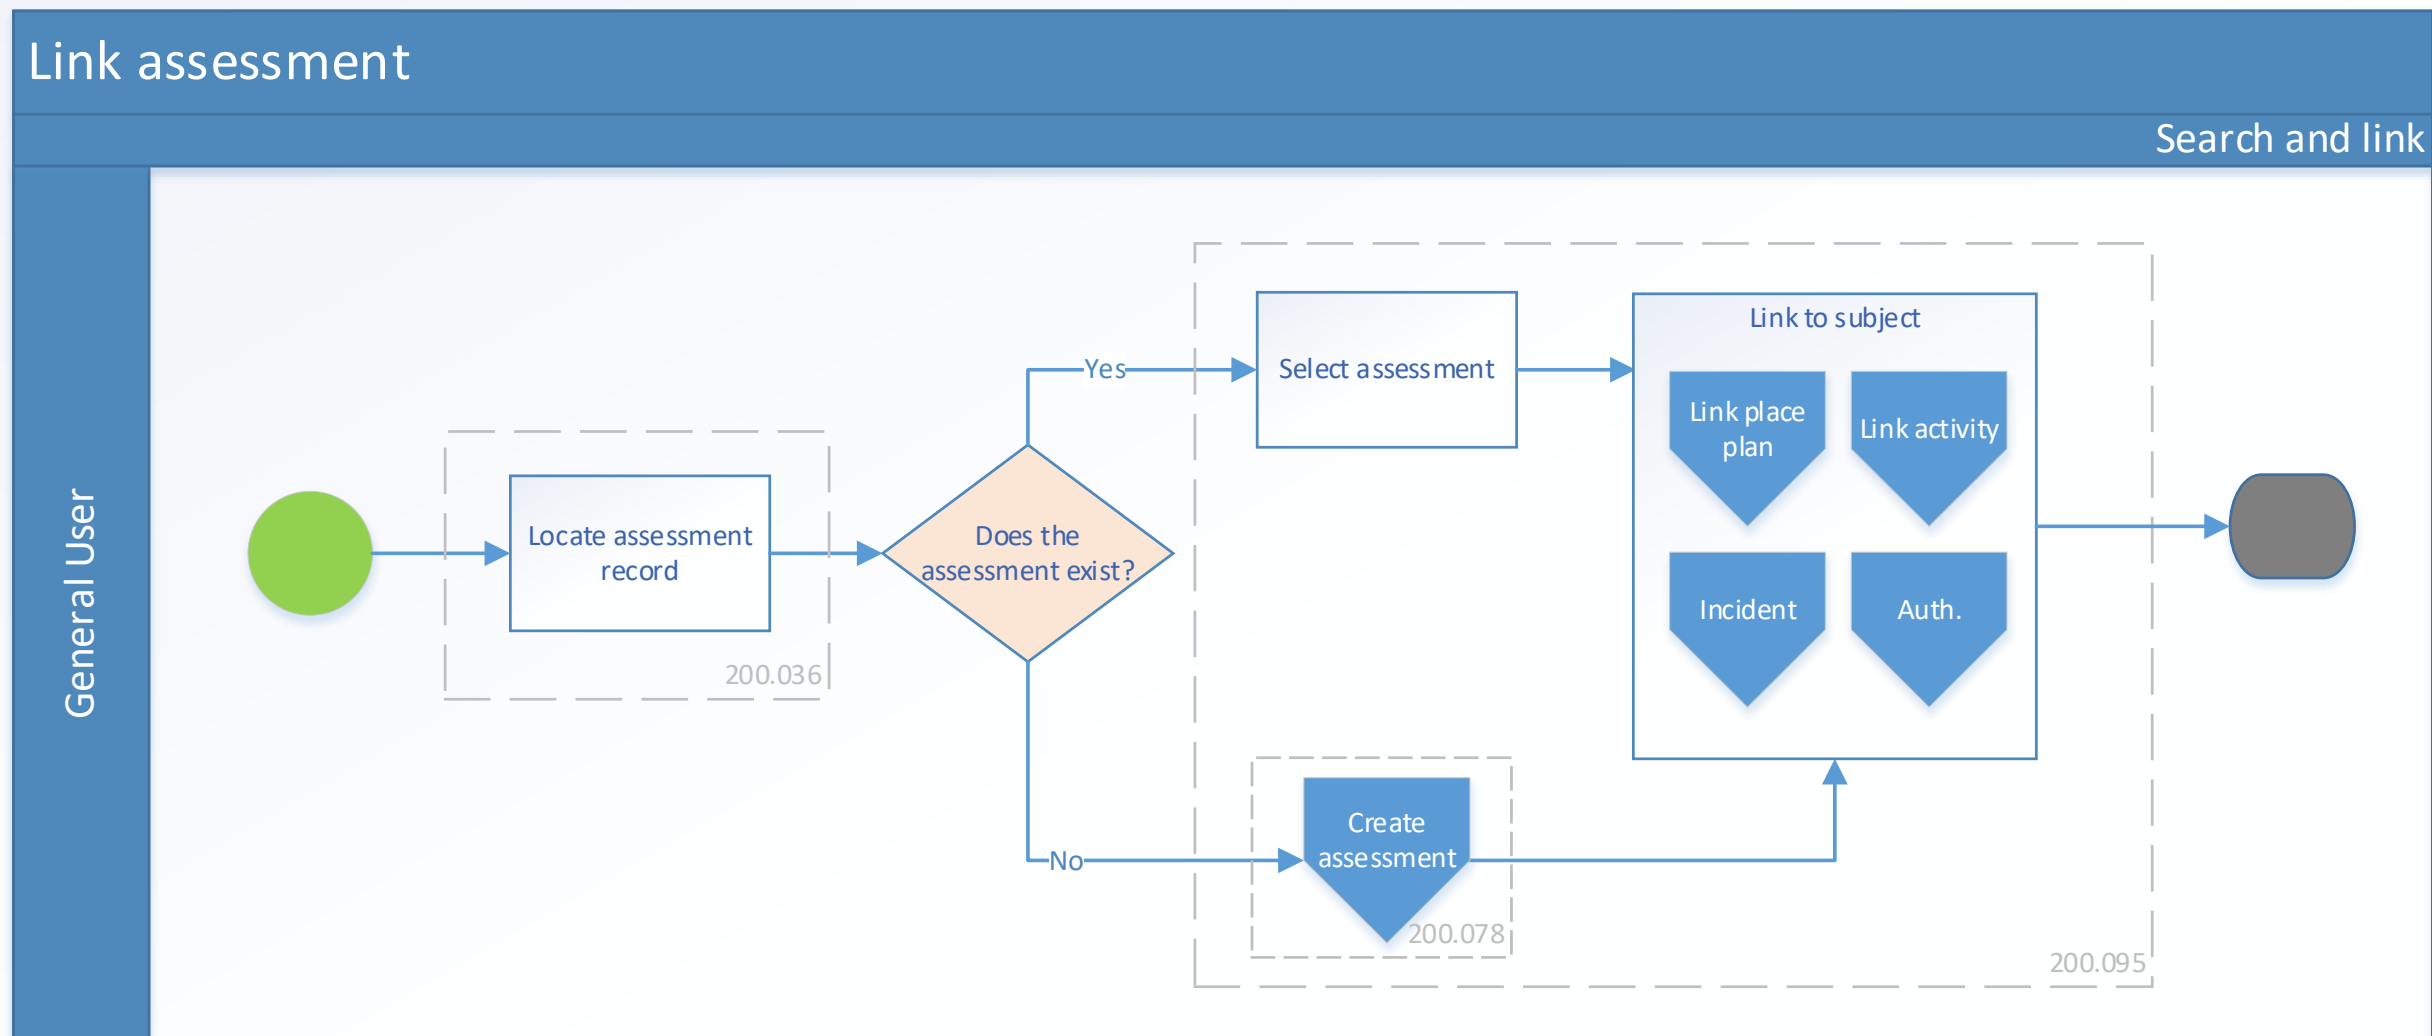 Link assessment
Search and link
General User
Locate assessment
record
200.036
Does the
assessment exist?
Yes
No
Select assessment
Link to subject
Link place
plan
Link activity
Incident
Auth.
Create
assessment
200.078
200.095